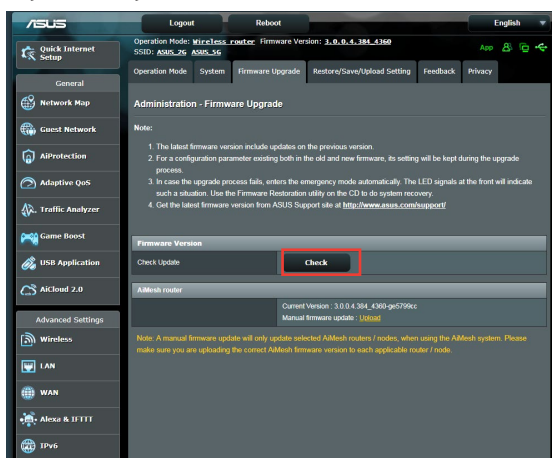 ASUS
Logout
Reboot
English
Operation Mode: Wireless router Firmware Version: 3.0.0.4.384_4360
SSID: ASUS_2G ASUS_5G
App
Quick Internet
Setup
Operation Mode
System
Firmware Upgrade
Restore/Save/Upload Setting
Feedback
Privacy
General
Network Map
Guest Network
AiProtection
Adaptive QoS
Traffic Analyzer
Game Boost
USB Application
AiCloud 2.0
Advanced Settings
Wireless
LAN
WAN
Alexa & IFTTT
IPv6
Administration - Firmware Upgrade
Note:
1. The latest firmware version include updates on the previous version.
2. For a configuration parameter existing both in the old and new firmware, its setting will be kept during the upgrade
process.
3. In case the upgrade process fails, enters the emergency mode automatically. The LED signals at the front will indicate
such a situation. Use the Firmware Restoration utility on the CD to do system recovery.
4. Get the latest firmware version from ASUS Support site at http://www.asus.com/support/
Firmware Version
Check Update
Check
AiMesh router
Current Version : 3.0.0.4.384_4360-ge5799cc
Manual firmware update : Upload
Note: A manual firmware update will only update selected AiMesh routers / nodes, when using the AiMesh system. Please
make sure you are uploading the correct AiMesh firmware version to each applicable router / node.